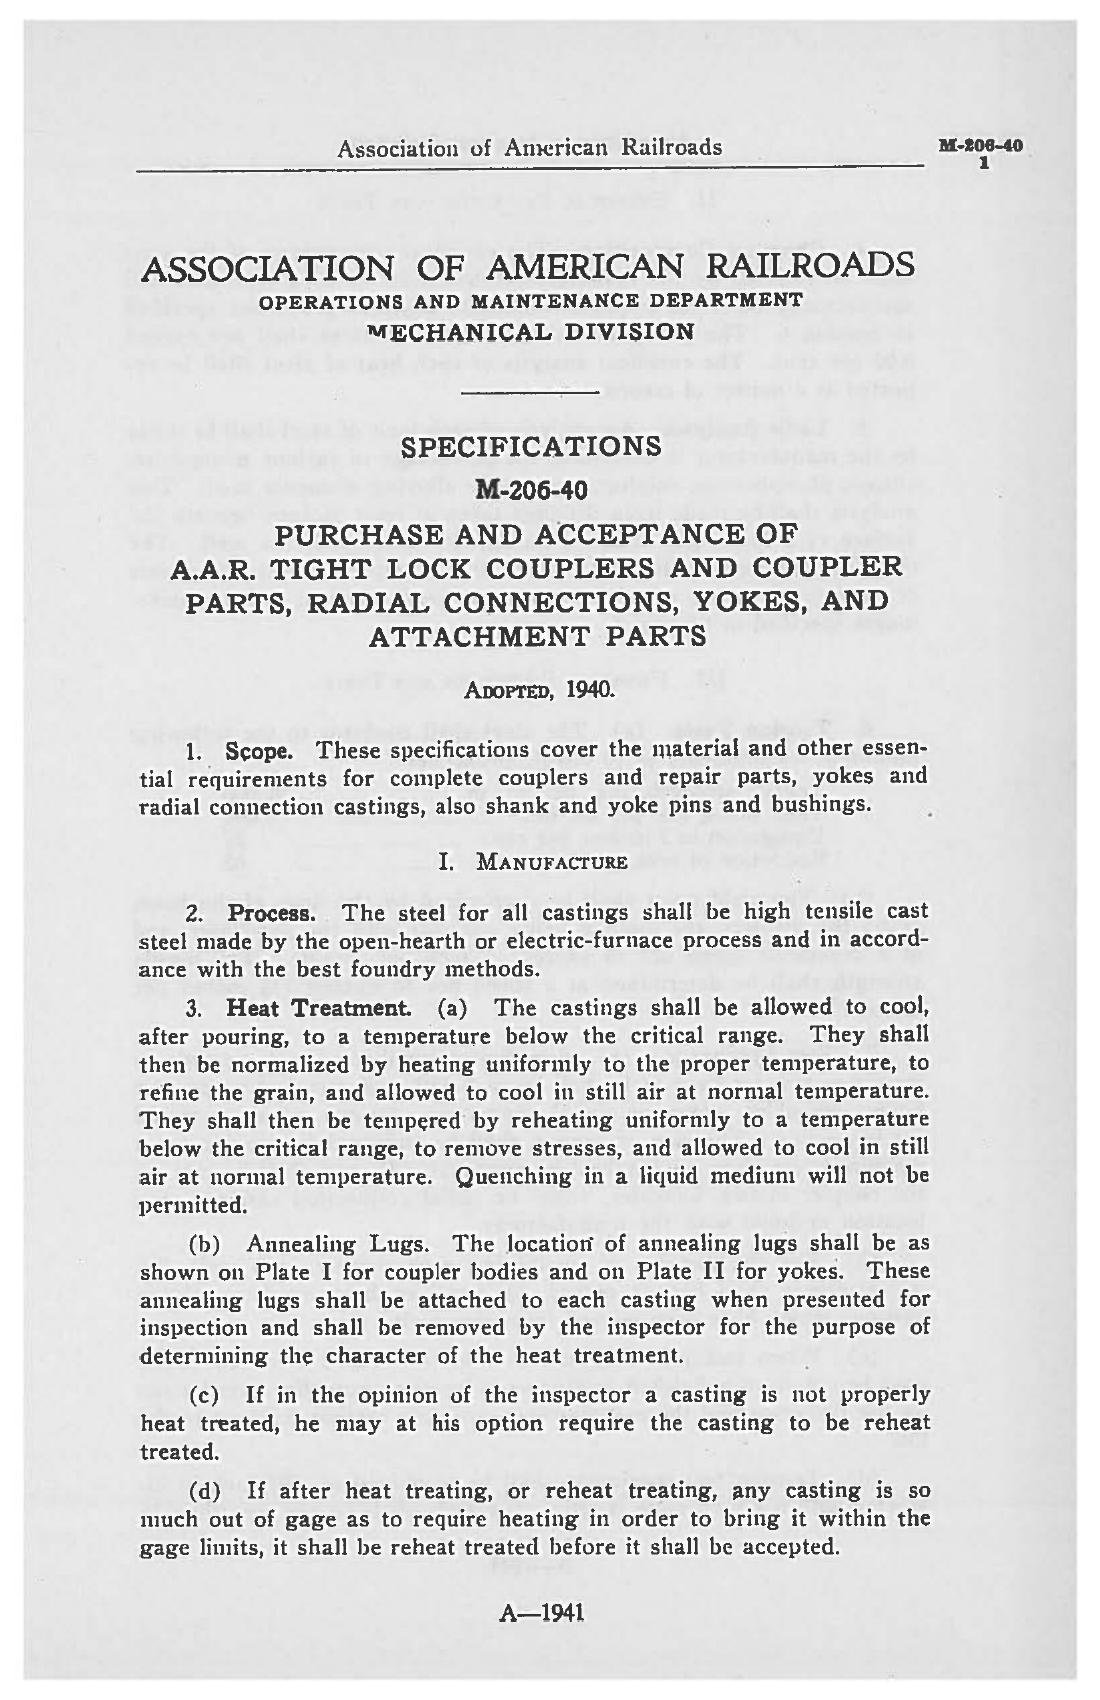 Association of American Railroads
M-206-40
1
ASSOCIATION OF AMERICAN RAILROADS
OPERATIONS AND MAINTENANCE DEPARTMENT
MECHANICAL DIVISION
SPECIFICATIONS
M-206-40
PURCHASE AND ACCEPTANCE OF
A.A.R. TIGHT LOCK COUPLERS AND COUPLER
PARTS, RADIAL CONNECTIONS, YOKES, AND
ATTACHMENT PARTS
ADOPTED, 1940.
1. Scope. These specifications cover the material and other essen-
tial requirements for complete couplers and repair parts, yokes and
radial connection castings, also shank and yoke pins and bushings.
I. MANUFACTURE
2. Process. The steel for all castings shall be high tensile cast
steel made by the open-hearth or electric-furnace process and in accord-
ance with the best foundry methods.
3. Heat Treatment. (a) The castings shall be allowed to cool,
after pouring, to a temperature below the critical range. They shall
then be normalized by heating uniformly to the proper temperature, to
refine the grain, and allowed to cool in still air at normal temperature.
They shall then be tempered by reheating uniformly to a temperature
below the critical range, to remove stresses, and allowed to cool in still
air at normal temperature. Quenching in a liquid medium will not be
permitted.
(b) Annealing Lugs. The location of annealing lugs shall be as
shown on Plate I for coupler bodies and on Plate II for yokes. These
annealing lugs shall be attached to each casting when presented for
inspection and shall be removed by the inspector for the purpose of
determining the character of the heat treatment.
(c) If in the opinion of the inspector a casting is not properly
heat treated, he may at his option require the casting to be reheat
treated.
(d) If after heat treating, or reheat treating, any casting is so
much out of gage as to require heating in order to bring it within the
gage limits, it shall be reheat treated before it shall be accepted.
A—1941